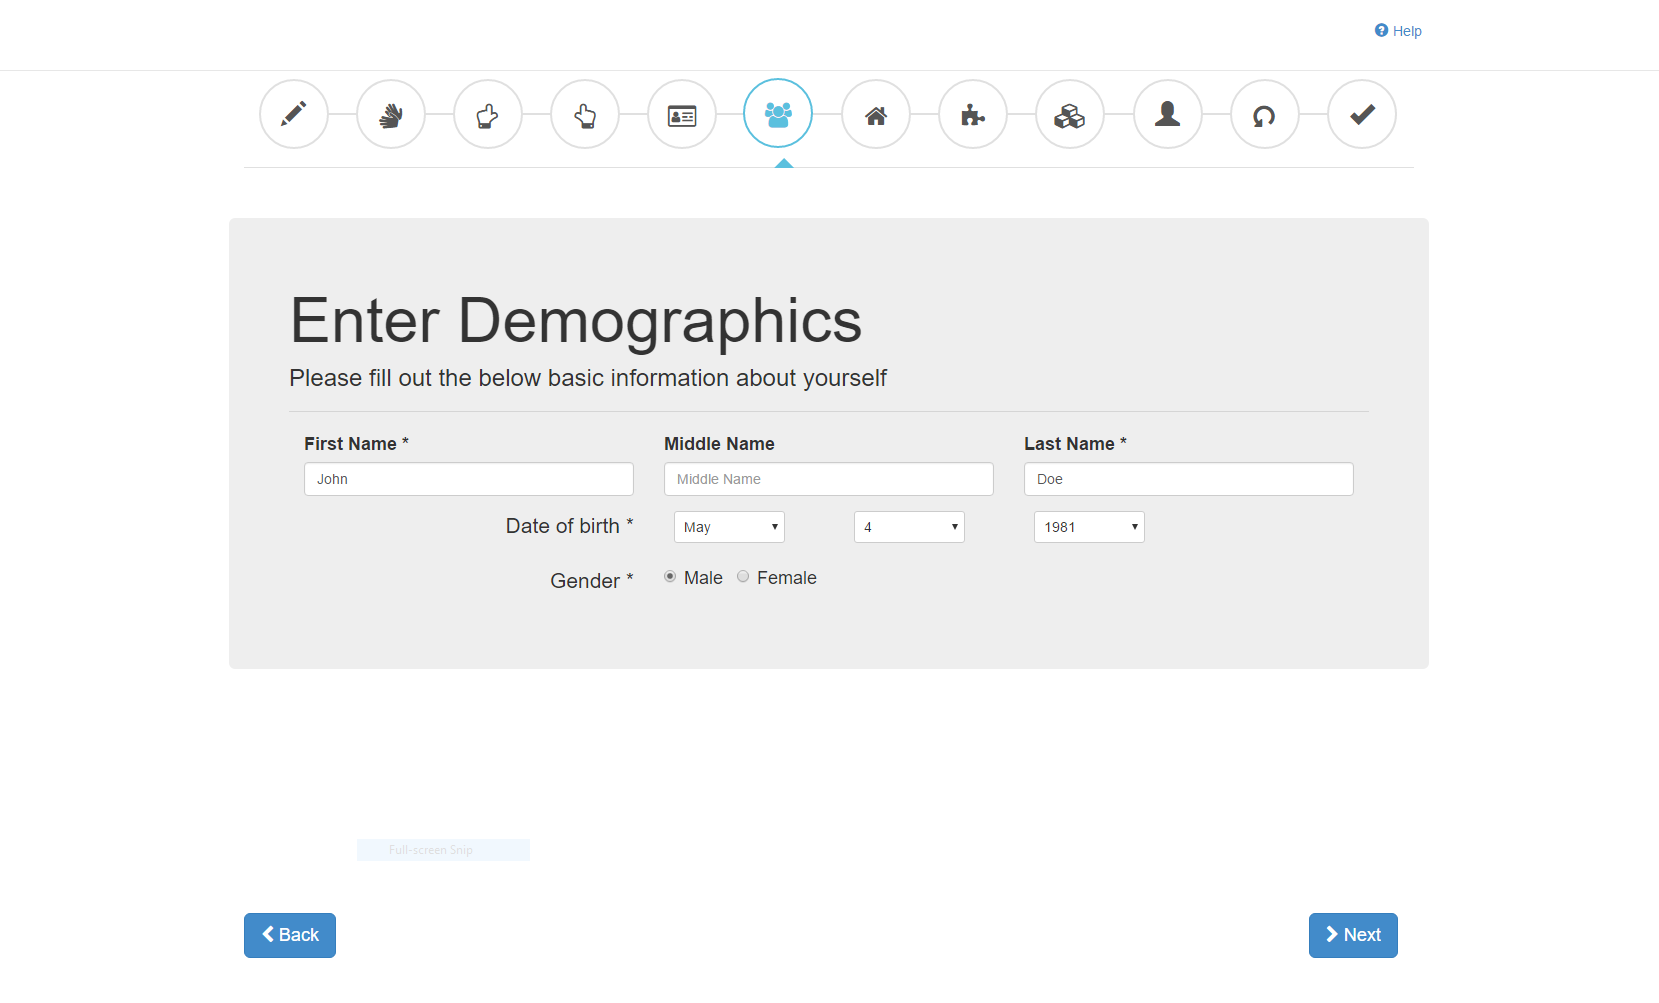 Help
Enter Demographics
Please fill out the below basic information about yourself
First Name * Middle Name Last Name *
John Middle Name Doe
Date of birth * May 4 1981
Gender * Male Female
Full-screen Snip
Back Next